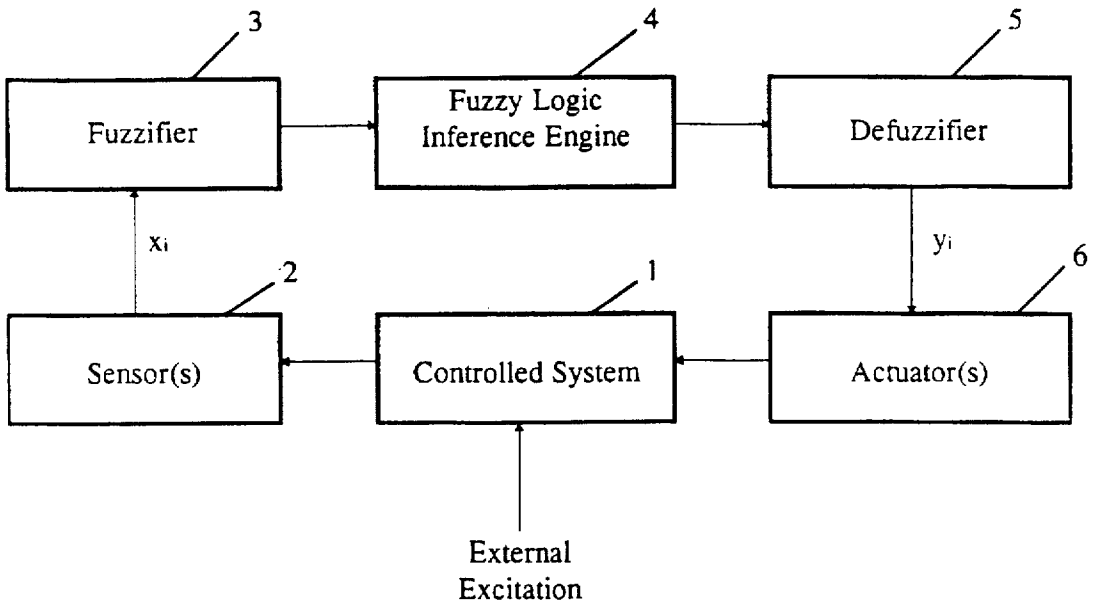 3
4
5
Fuzzifier
Fuzzy Logic
Inference Engine
Defuzzifier
xi
yi
2
1
6
Sensor(s)
Controlled System
Actuator(s)
External
Excitation